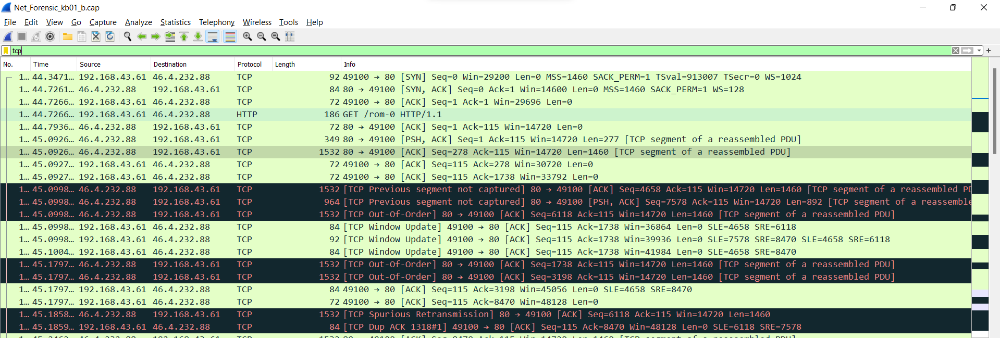 Net_Forensic_kb01_b.cap
File Edit View Go Capture Analyze Statistics Telephony Wireless Tools Help
tcp
No. Time Source Destination Protocol Length Info
1… 44.3471… 192.168.43.61 46.4.232.88 TCP 92 49100 → 80 [SYN] Seq=0 Win=29200 Len=0 MSS=1460 SACK_PERM=1 TSval=913007 TSecr=0 WS=1024
1… 44.7261… 46.4.232.88 192.168.43.61 TCP 84 80 → 49100 [SYN, ACK] Seq=0 Ack=1 Win=14600 Len=0 MSS=1460 SACK_PERM=1 WS=128
1… 44.7266… 192.168.43.61 46.4.232.88 TCP 72 49100 → 80 [ACK] Seq=1 Ack=1 Win=29696 Len=0
1… 44.7266… 192.168.43.61 46.4.232.88 HTTP 186 GET /rom-0 HTTP/1.1
1… 44.7936… 46.4.232.88 192.168.43.61 TCP 72 80 → 49100 [ACK] Seq=1 Ack=115 Win=14720 Len=0
1… 45.0926… 46.4.232.88 192.168.43.61 TCP 349 80 → 49100 [PSH, ACK] Seq=1 Ack=115 Win=14720 Len=277 [TCP segment of a reassembled PDU]
1… 45.0926… 46.4.232.88 192.168.43.61 TCP 1532 80 → 49100 [ACK] Seq=278 Ack=115 Win=14720 Len=1460 [TCP segment of a reassembled PDU]
1… 45.0927… 192.168.43.61 46.4.232.88 TCP 72 49100 → 80 [ACK] Seq=115 Ack=278 Win=30720 Len=0
1… 45.0927… 192.168.43.61 46.4.232.88 TCP 72 49100 → 80 [ACK] Seq=115 Ack=1738 Win=33792 Len=0
1… 45.0998… 46.4.232.88 192.168.43.61 TCP 1532 [TCP Previous segment not captured] 80 → 49100 [ACK] Seq=4658 Ack=115 Win=14720 Len=1460 [TCP segment of a reassembled PD
1… 45.0998… 46.4.232.88 192.168.43.61 TCP 964 [TCP Previous segment not captured] 80 → 49100 [PSH, ACK] Seq=7578 Ack=115 Win=14720 Len=892 [TCP segment of a reassemble
1… 45.0998… 46.4.232.88 192.168.43.61 TCP 1532 [TCP Out-Of-Order] 80 → 49100 [ACK] Seq=6118 Ack=115 Win=14720 Len=1460 [TCP segment of a reassembled PDU]
1… 45.0998… 192.168.43.61 46.4.232.88 TCP 84 [TCP Window Update] 49100 → 80 [ACK] Seq=115 Ack=1738 Win=36864 Len=0 SLE=4658 SRE=6118
1… 45.0998… 192.168.43.61 46.4.232.88 TCP 92 [TCP Window Update] 49100 → 80 [ACK] Seq=115 Ack=1738 Win=39936 Len=0 SLE=7578 SRE=8470 SLE=4658 SRE=6118
1… 45.1004… 192.168.43.61 46.4.232.88 TCP 84 [TCP Window Update] 49100 → 80 [ACK] Seq=115 Ack=1738 Win=41984 Len=0 SLE=4658 SRE=8470
1… 45.1797… 46.4.232.88 192.168.43.61 TCP 1532 [TCP Out-Of-Order] 80 → 49100 [ACK] Seq=1738 Ack=115 Win=14720 Len=1460 [TCP segment of a reassembled PDU]
1… 45.1797… 46.4.232.88 192.168.43.61 TCP 1532 [TCP Out-Of-Order] 80 → 49100 [ACK] Seq=3198 Ack=115 Win=14720 Len=1460 [TCP segment of a reassembled PDU]
1… 45.1797… 192.168.43.61 46.4.232.88 TCP 84 49100 → 80 [ACK] Seq=115 Ack=3198 Win=45056 Len=0 SLE=4658 SRE=8470
1… 45.1797… 192.168.43.61 46.4.232.88 TCP 72 49100 → 80 [ACK] Seq=115 Ack=8470 Win=48128 Len=0
1… 45.1858… 46.4.232.88 192.168.43.61 TCP 1532 [TCP Spurious Retransmission] 80 → 49100 [ACK] Seq=6118 Ack=115 Win=14720 Len=1460
1… 45.1859… 192.168.43.61 46.4.232.88 TCP 84 [TCP Dup ACK 1318#1] 49100 → 80 [ACK] Seq=115 Ack=8470 Win=48128 Len=0 SLE=6118 SRE=7578